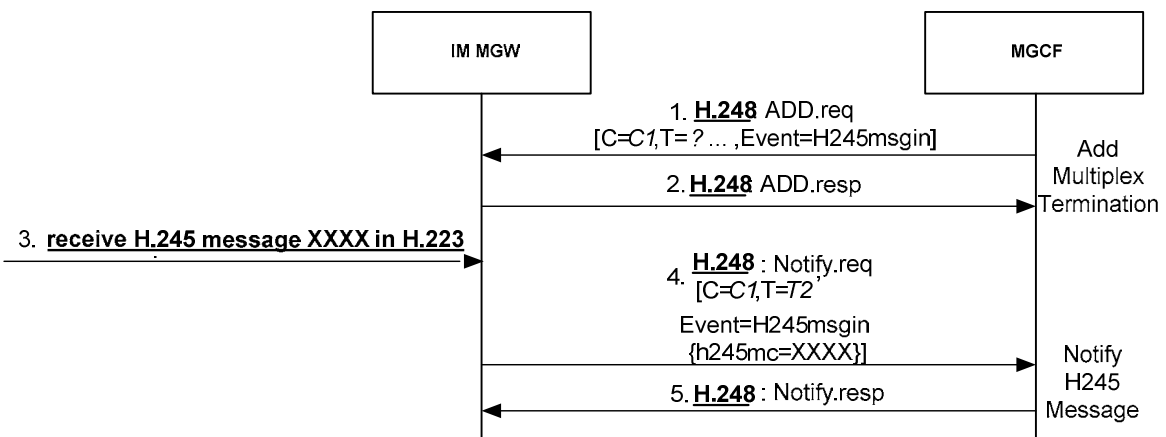 IM MGW
MGCF
1. H.248: ADD.req
[C=C1,T=? ... ,Event=H245msgin]
Add
Multiplex
Termination
2. H.248: ADD.resp
3. receive H.245 message XXXX in H.223
4. H.248 : Notify.req
[C=C1,T=T2,
Event=H245msgin
{h245mc=XXXX}]
Notify
H245
Message
5. H.248 : Notify.resp